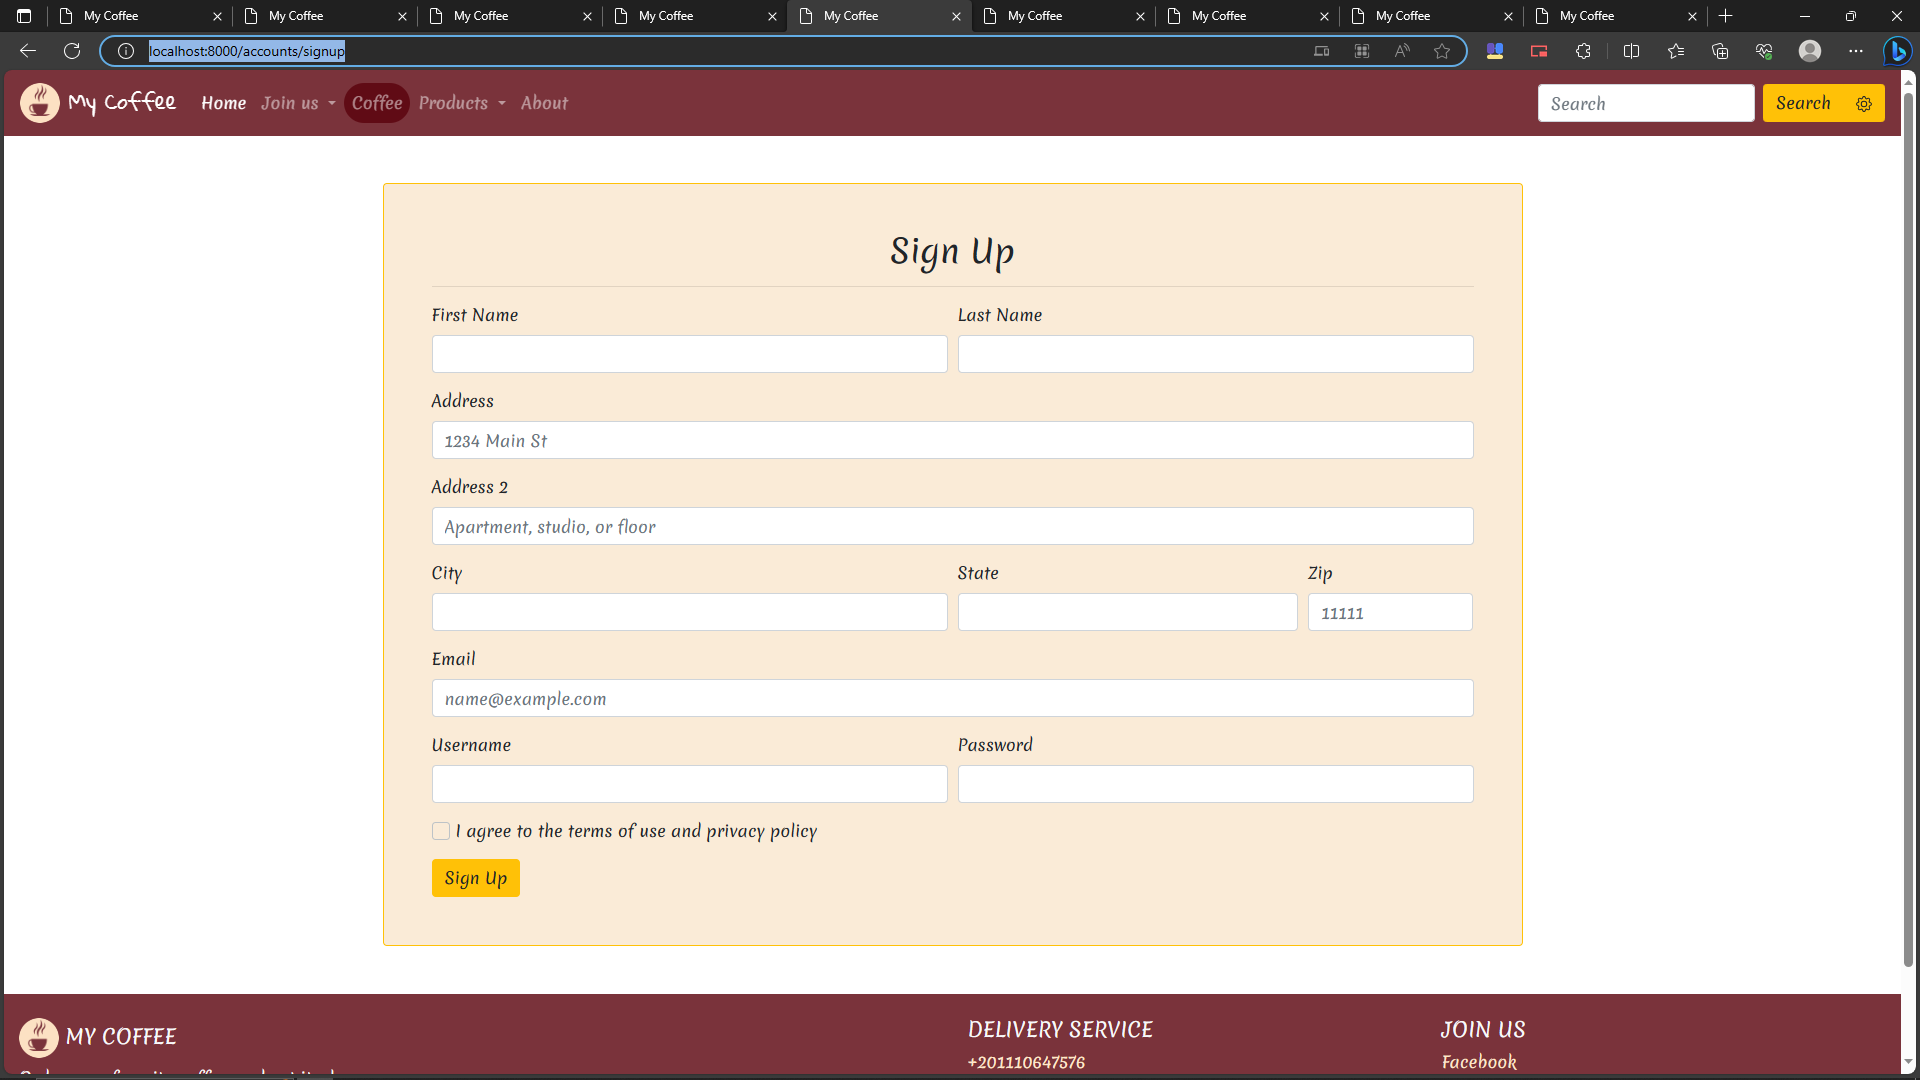 My Coffee My Coffee My Coffee My Coffee My Coffee My Coffee My Coffee My Coffee My Coffee
localhost:8000/accounts/signup
My Coffee Home Join us Coffee Products About Search Search
Sign Up
First Name Last Name
Address
1234 Main St
Address 2
Apartment, studio, or floor
City State Zip
11111
Email
name@example.com
Username Password
I agree to the terms of use and privacy policy
Sign Up
MY COFFEE DELIVERY SERVICE JOIN US
+201110647576 Facebook